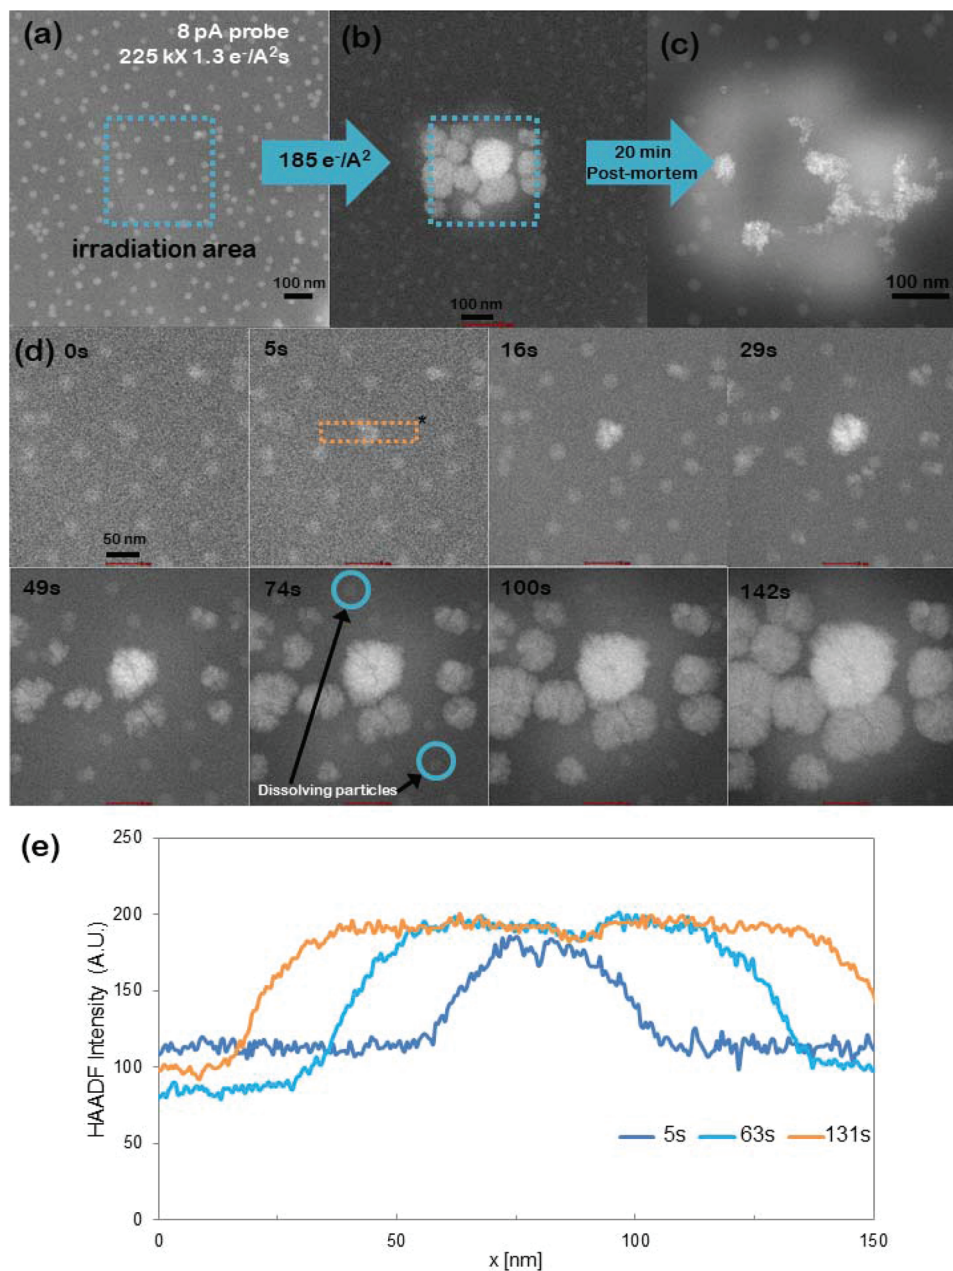 (a)
8 pA probe
225 kX 1.3 e⁻/A²s
irradiation area
100 nm
185 e⁻/A²
(b)
100 nm
20 min
Post-mortem
(c)
100 nm
(d)
0s
50 nm
5s
*
16s
29s
49s
74s
Dissolving particles
100s
142s
(e)
HAADF Intensity (A.U.)
250
200
150
100
50
0
5s 63s 131s
0 50 100 150
x [nm]